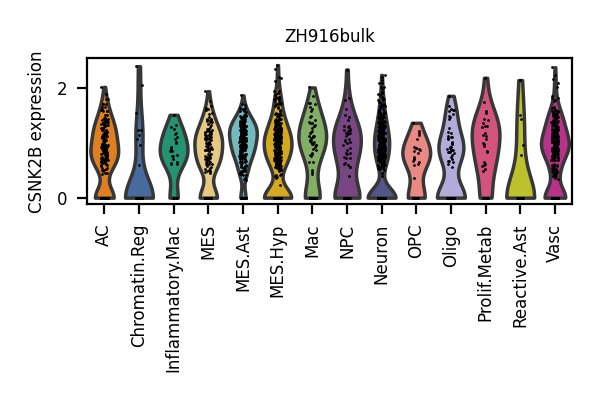 ZH916bulk
CSNK2B expression
2
0
AC
Chromatin.Reg
Inflammatory.Mac
MES
MES.Ast
MES.Hyp
Mac
NPC
Neuron
OPC
Oligo
Prolif.Metab
Reactive.Ast
Vasc